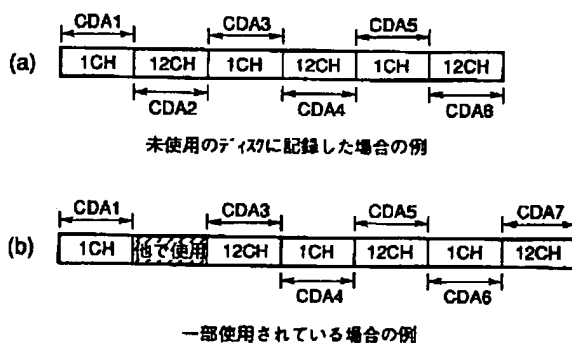 CDA1 CDA3 CDA5
(a) 1CH 12CH 1CH 12CH 1CH 12CH
CDA2 CDA4 CDA6
未使用のディスクに記録した場合の例
CDA1 CDA3 CDA5 CDA7
(b) 1CH 他で使用 12CH 1CH 12CH 1CH 12CH
CDA4 CDA6
一部使用されている場合の例